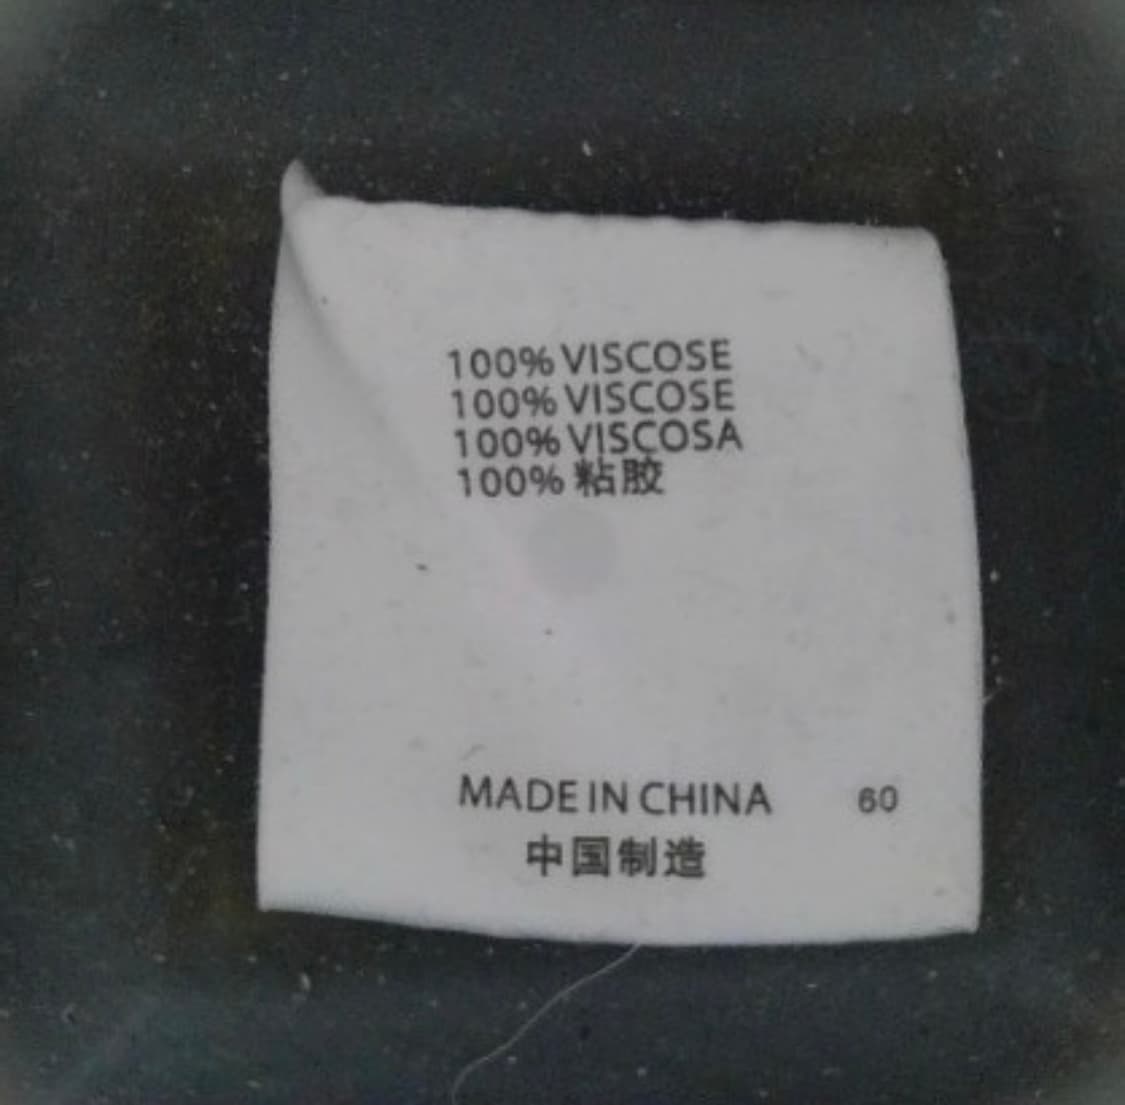 100% VISCOSE
100% VISCOSE
100% VISCOSA
100% 粘胶
MADE IN CHINA 60
中国制造